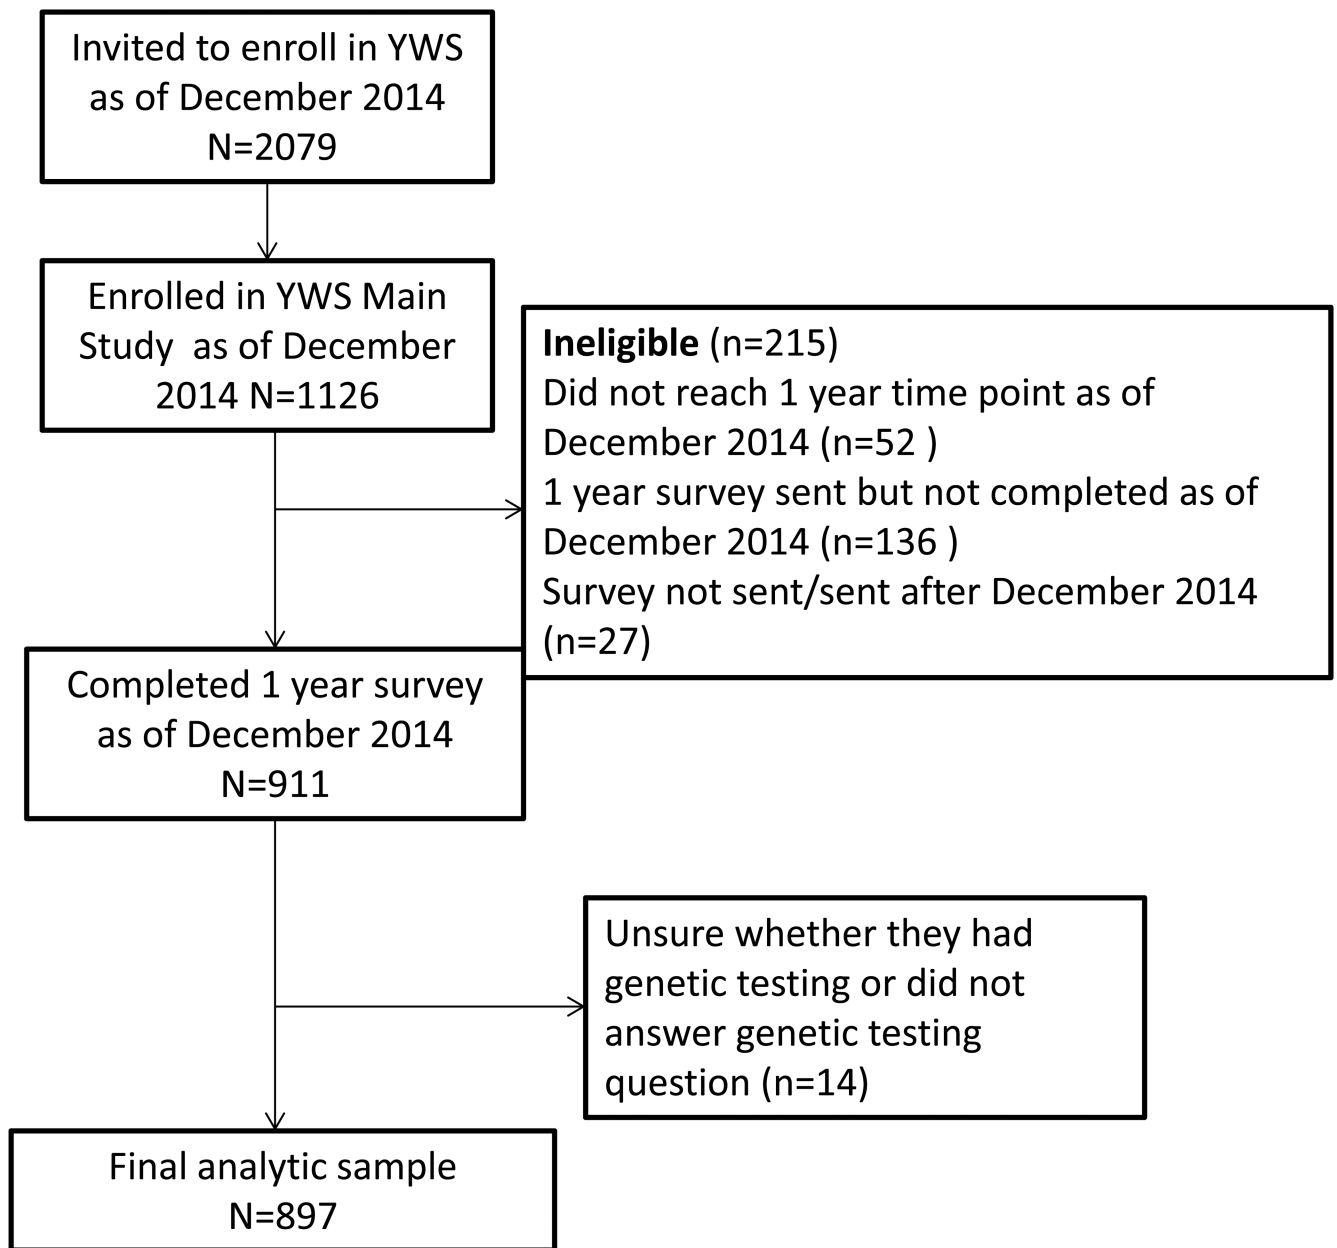 Invited to enroll in YWS
as of December 2014
N=2079
Enrolled in YWS Main
Study  as of December
2014 N=1126
Ineligible (n=215)
Did not reach 1 year time point as of
December 2014 (n=52 )
1 year survey sent but not completed as of
December 2014 (n=136 )
Survey not sent/sent after December 2014
(n=27)
Completed 1 year survey
as of December 2014
N=911
Unsure whether they had
genetic testing or did not
answer genetic testing
question (n=14)
Final analytic sample
N=897